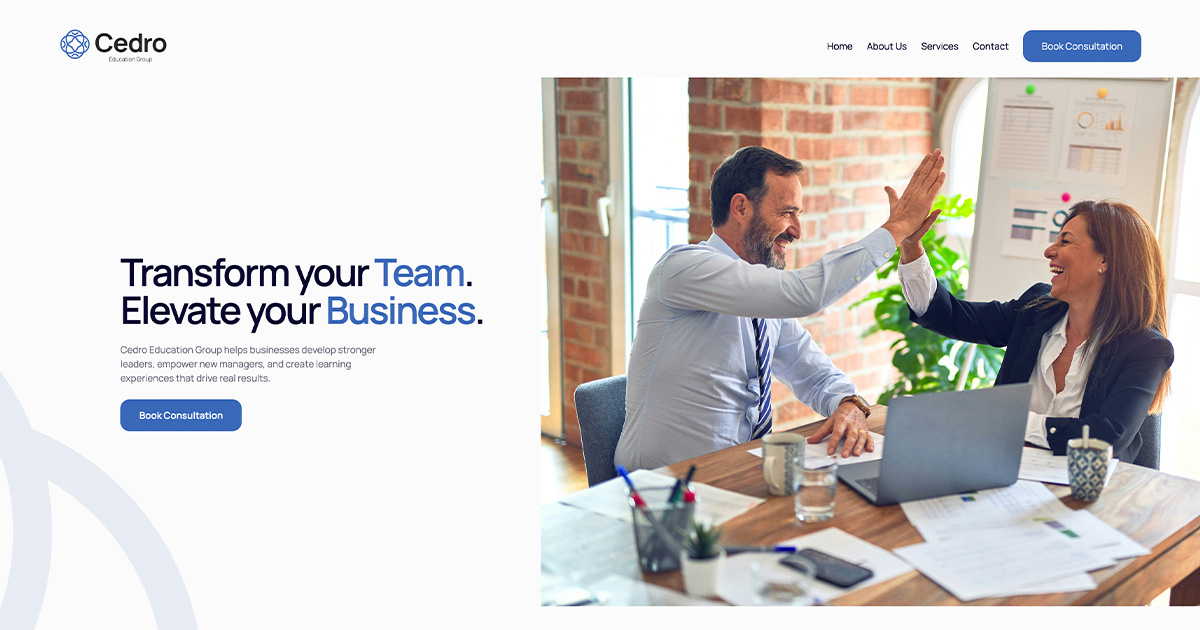 Cedro
Education Group
Home
About Us
Services
Contact
Book Consultation
Transform your Team.
Elevate your Business.
Cedro Education Group helps businesses develop stronger
leaders, empower new managers, and create learning
experiences that drive real results.
Book Consultation